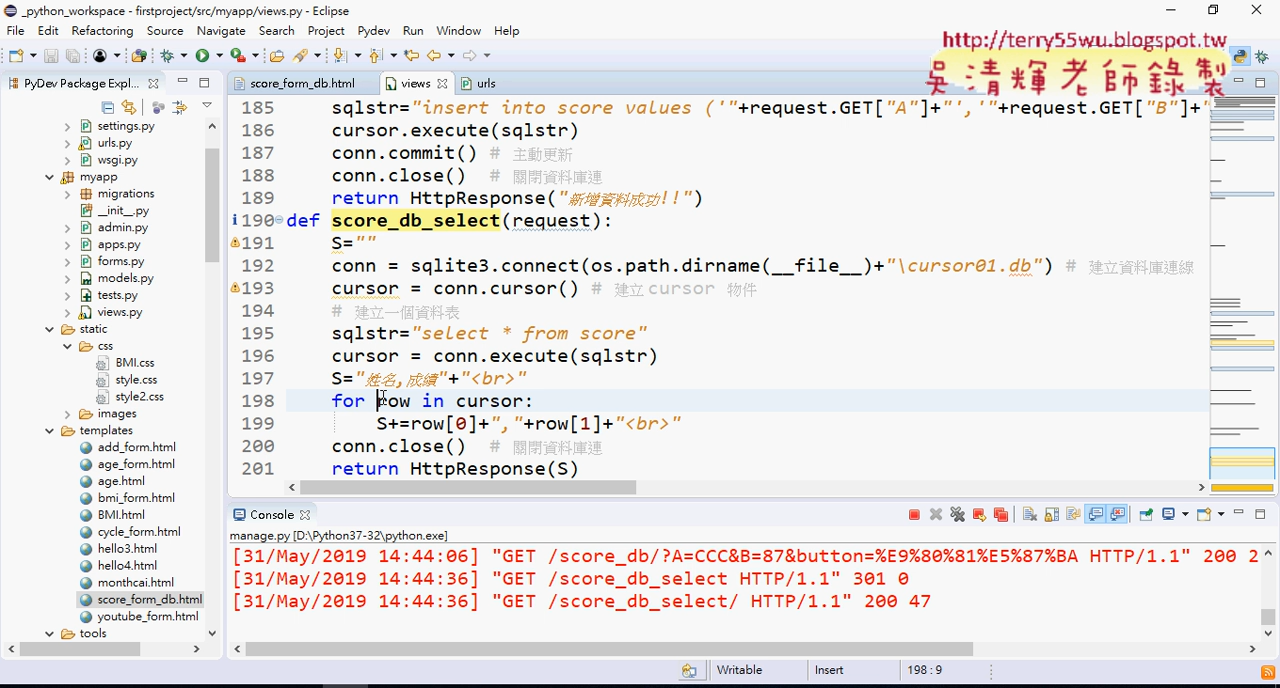 _python_workspace - firstproject/src/myapp/views.py - Eclipse
File Edit Refactoring Source Navigate Search Project Pydev Run Window Help
http://terry55wu.blogspot.tw
吳清輝老師錄製
PyDev Package Expl...
score_form_db.html
views
urls
settings.py
urls.py
wsgi.py
myapp
migrations
__init__.py
admin.py
apps.py
forms.py
models.py
tests.py
views.py
static
css
BMI.css
style.css
style2.css
images
templates
add_form.html
age_form.html
age.html
bmi_form.html
BMI.html
cycle_form.html
hello3.html
hello4.html
monthcai.html
score_form_db.html
youtube_form.html
tools
185 sqlstr="insert into score values ('"+request.GET["A"]+"','"+request.GET["B"]+"
186 cursor.execute(sqlstr)
187 conn.commit() # 主動更新
188 conn.close() # 關閉資料庫連
189 return HttpResponse("新增資料成功!!")
190 def score_db_select(request):
191 S=""
192 conn = sqlite3.connect(os.path.dirname(__file__)+"\cursor01.db") # 建立資料庫連線
193 cursor = conn.cursor() # 建立cursor 物件
194 # 建立一個資料表
195 sqlstr="select * from score"
196 cursor = conn.execute(sqlstr)
197 S="姓名,成績"+"<br>"
198 for row in cursor:
199 S+=row[0]+","+row[1]+"<br>"
200 conn.close() # 關閉資料庫連
201 return HttpResponse(S)
Console
manage.py [D:\Python37-32\python.exe]
[31/May/2019 14:44:06] "GET /score_db/?A=CCC&B=87&button=%E9%80%81%E5%87%BA HTTP/1.1" 200 2
[31/May/2019 14:44:36] "GET /score_db_select HTTP/1.1" 301 0
[31/May/2019 14:44:36] "GET /score_db_select/ HTTP/1.1" 200 47
Writable
Insert
198 : 9